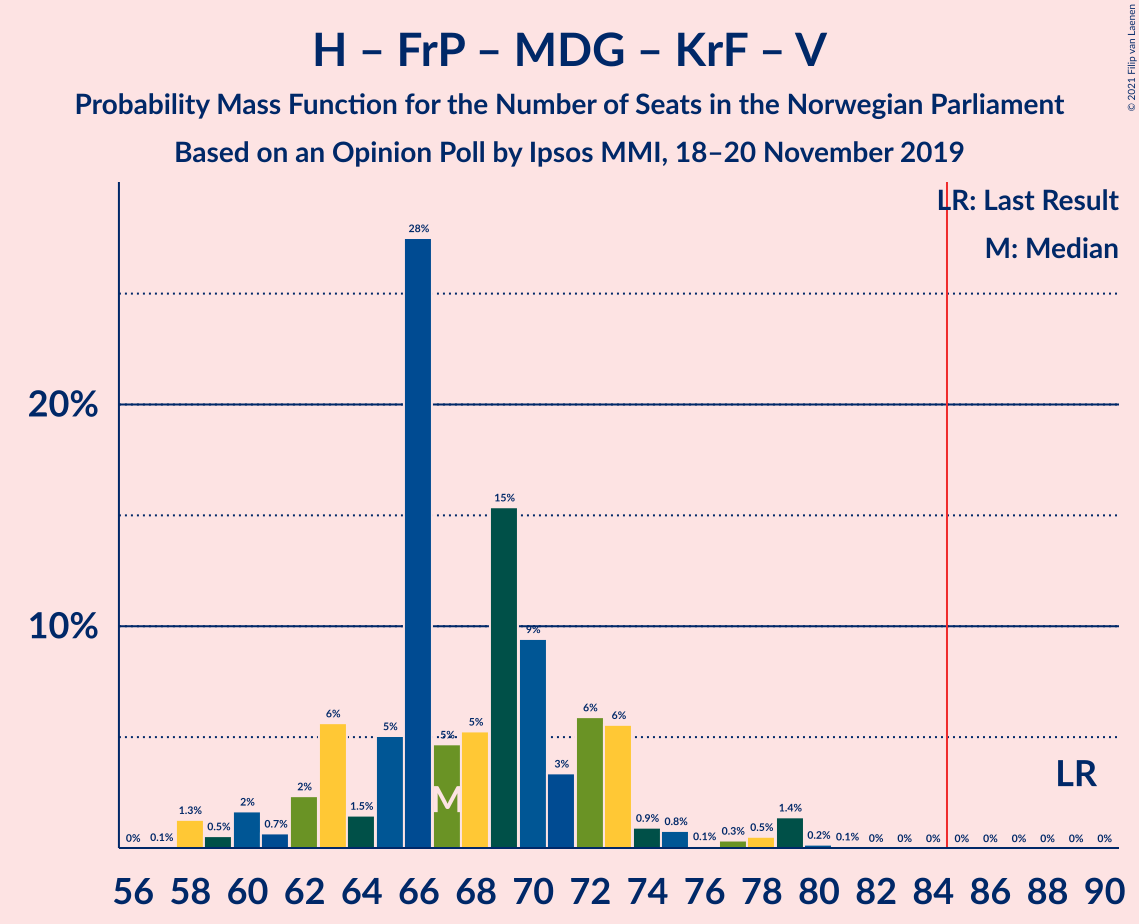 H – FrP – MDG – KrF – V
Probability Mass Function for the Number of Seats in the Norwegian Parliament
Based on an Opinion Poll by Ipsos MMI, 18–20 November 2019
© 2021 Filip van Laenen
LR: Last Result
M: Median
20%
10%
0% 0.1% 1.3% 0.5% 2% 0.7% 2% 6% 1.5% 5% 28% 5% 5% 15% 9% 3% 6% 6% 0.9% 0.8% 0.1% 0.3% 0.5% 1.4% 0.2% 0.1% 0% 0% 0% 0% 0% 0% 0% 0% 0%
M
LR
56 58 60 62 64 66 68 70 72 74 76 78 80 82 84 86 88 90